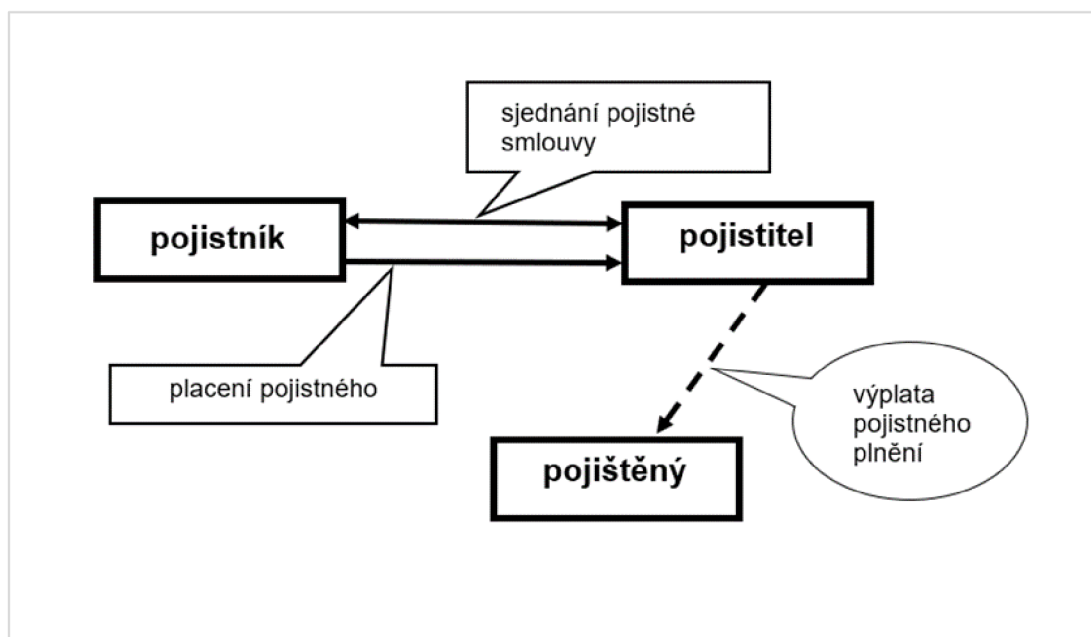 sjednání pojistné
smlouvy
pojistník
pojistitel
placení pojistného
výplata
pojistného
plnění
pojištěný